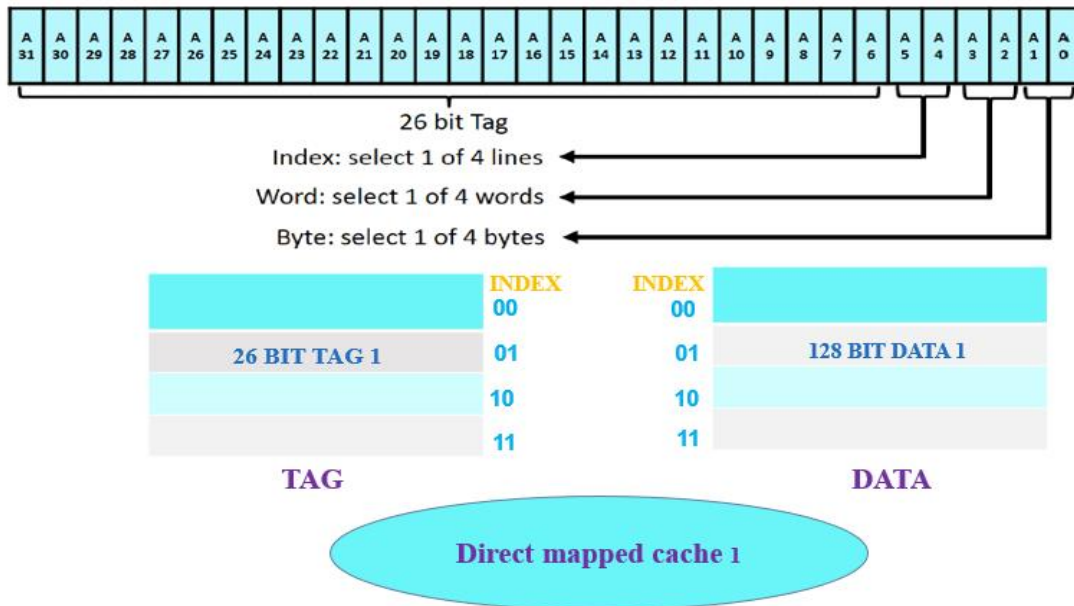 A 31 A 30 A 29 A 28 A 27 A 26 A 25 A 24 A 23 A 22 A 21 A 20 A 19 A 18 A 17 A 16 A 15 A 14 A 13 A 12 A 11 A 10 A 9 A 8 A 7 A 6 A 5 A 4 A 3 A 2 A 1 A 0
26 bit Tag
Index: select 1 of 4 lines
Word: select 1 of 4 words
Byte: select 1 of 4 bytes
INDEX INDEX
00 00
26 BIT TAG 1 01 01 128 BIT DATA 1
10 10
11 11
TAG DATA
Direct mapped cache 1